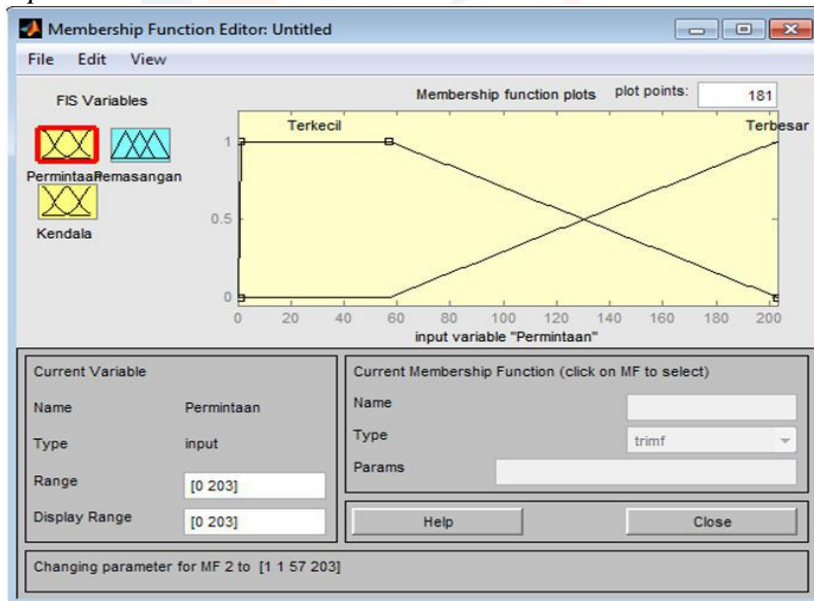 Membership Function Editor: Untitled
File Edit View
FIS Variables
Membership function plots plot points: 181
Terkecil Terbesar
1
0.5
0
Permintaan Pemasangan
Kendala
0 20 40 60 80 100 120 140 160 180 200
input variable "Permintaan"
Current Variable
Name Permintaan
Type input
Range [0 203]
Display Range [0 203]
Current Membership Function (click on MF to select)
Name
Type trimf
Params
Help Close
Changing parameter for MF 2 to [1 1 57 203]